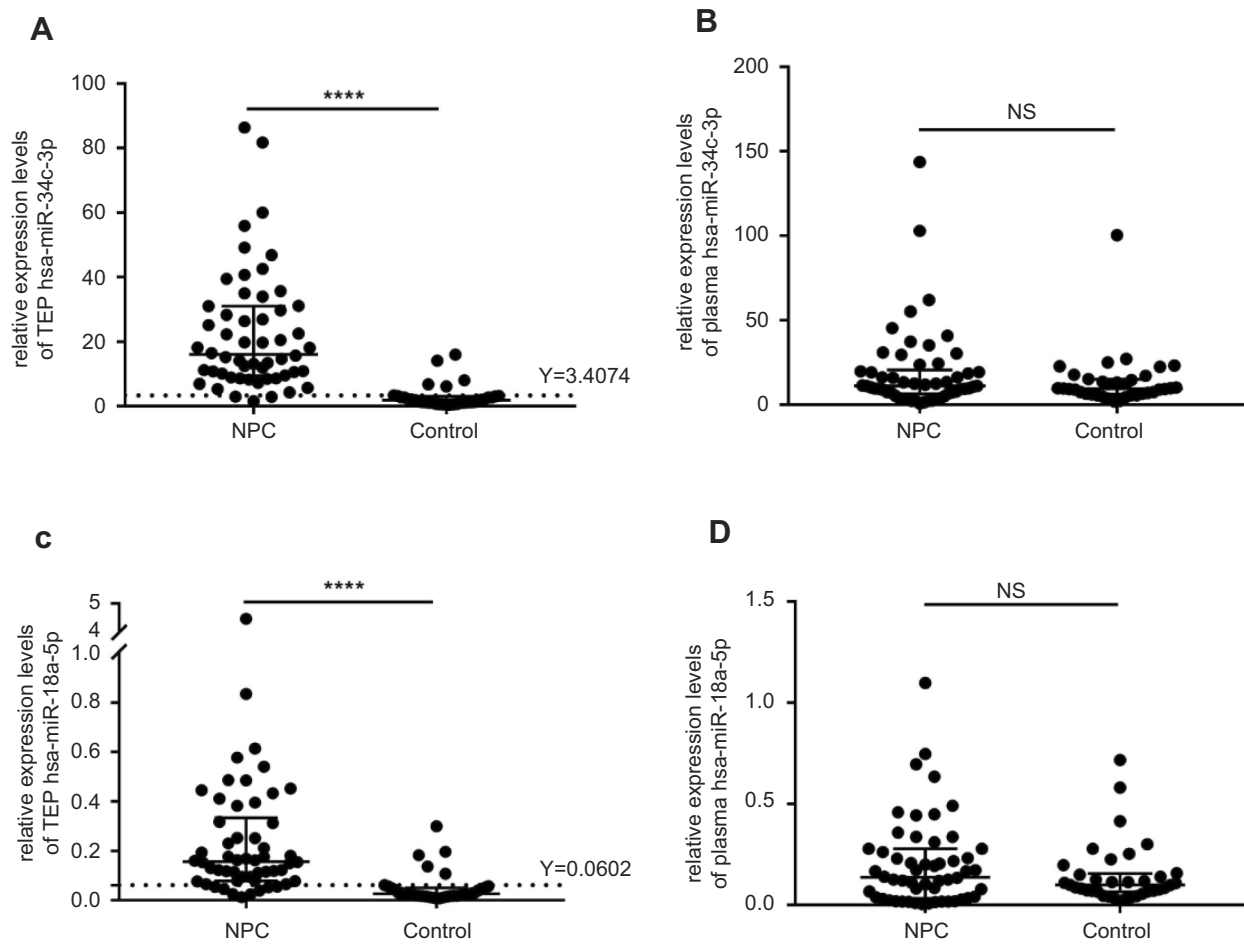 A
relative expression levels
of TEP hsa-miR-34c-3p
100
80
60
40
20
0
****
Y=3.4074
NPC
Control
B
relative expression levels
of plasma hsa-miR-34c-3p
200
150
100
50
0
NS
NPC
Control
c
relative expression levels
of TEP hsa-miR-18a-5p
5
4
1.0
0.8
0.6
0.4
0.2
0.0
****
Y=0.0602
NPC
Control
D
relative expression levels
of plasma hsa-miR-18a-5p
1.5
1.0
0.5
0.0
NS
NPC
Control